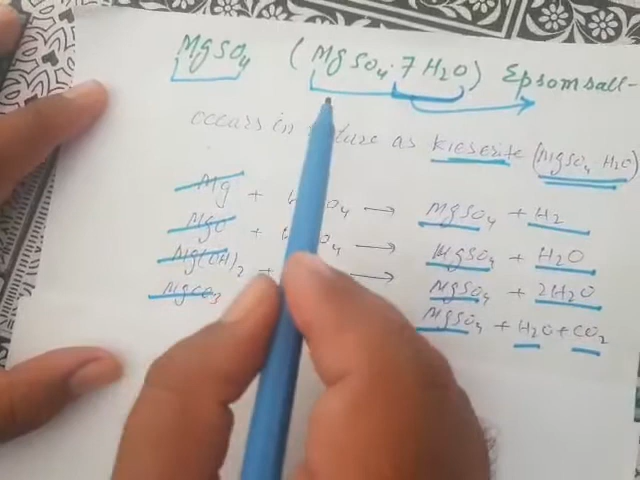 MgSO4 (MgSO4·7H2O) Epsom salt-
occurs in as kieserite (MgSO4 H2O)
Mg + → MgSO4 + H2
MgO + → MgSO4 + H2O
Mg(OH)2 + → MgSO4 + 2H2O
MgCO3 MgSO4 + H2O + CO2